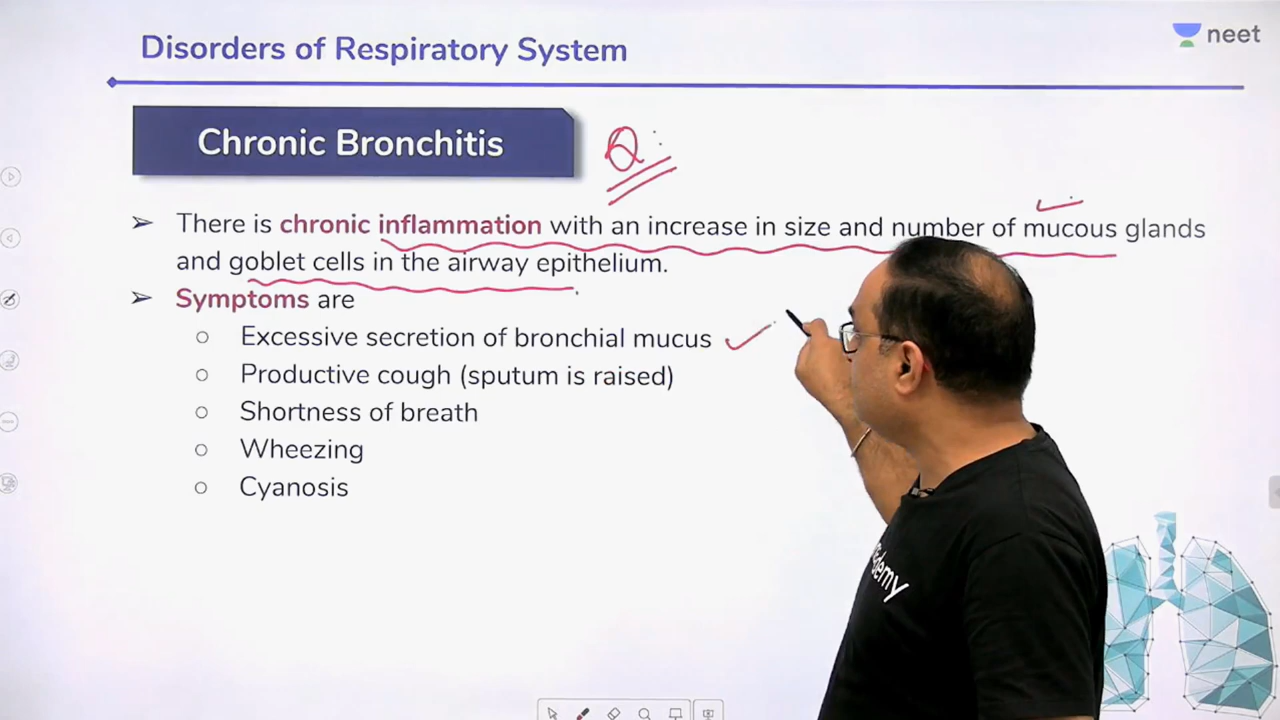 Disorders of Respiratory System
neet
Chronic Bronchitis
Q:
➢ There is chronic inflammation with an increase in size and number of mucous glands
and goblet cells in the airway epithelium.
➢ Symptoms are
○ Excessive secretion of bronchial mucus
○ Productive cough (sputum is raised)
○ Shortness of breath
○ Wheezing
○ Cyanosis